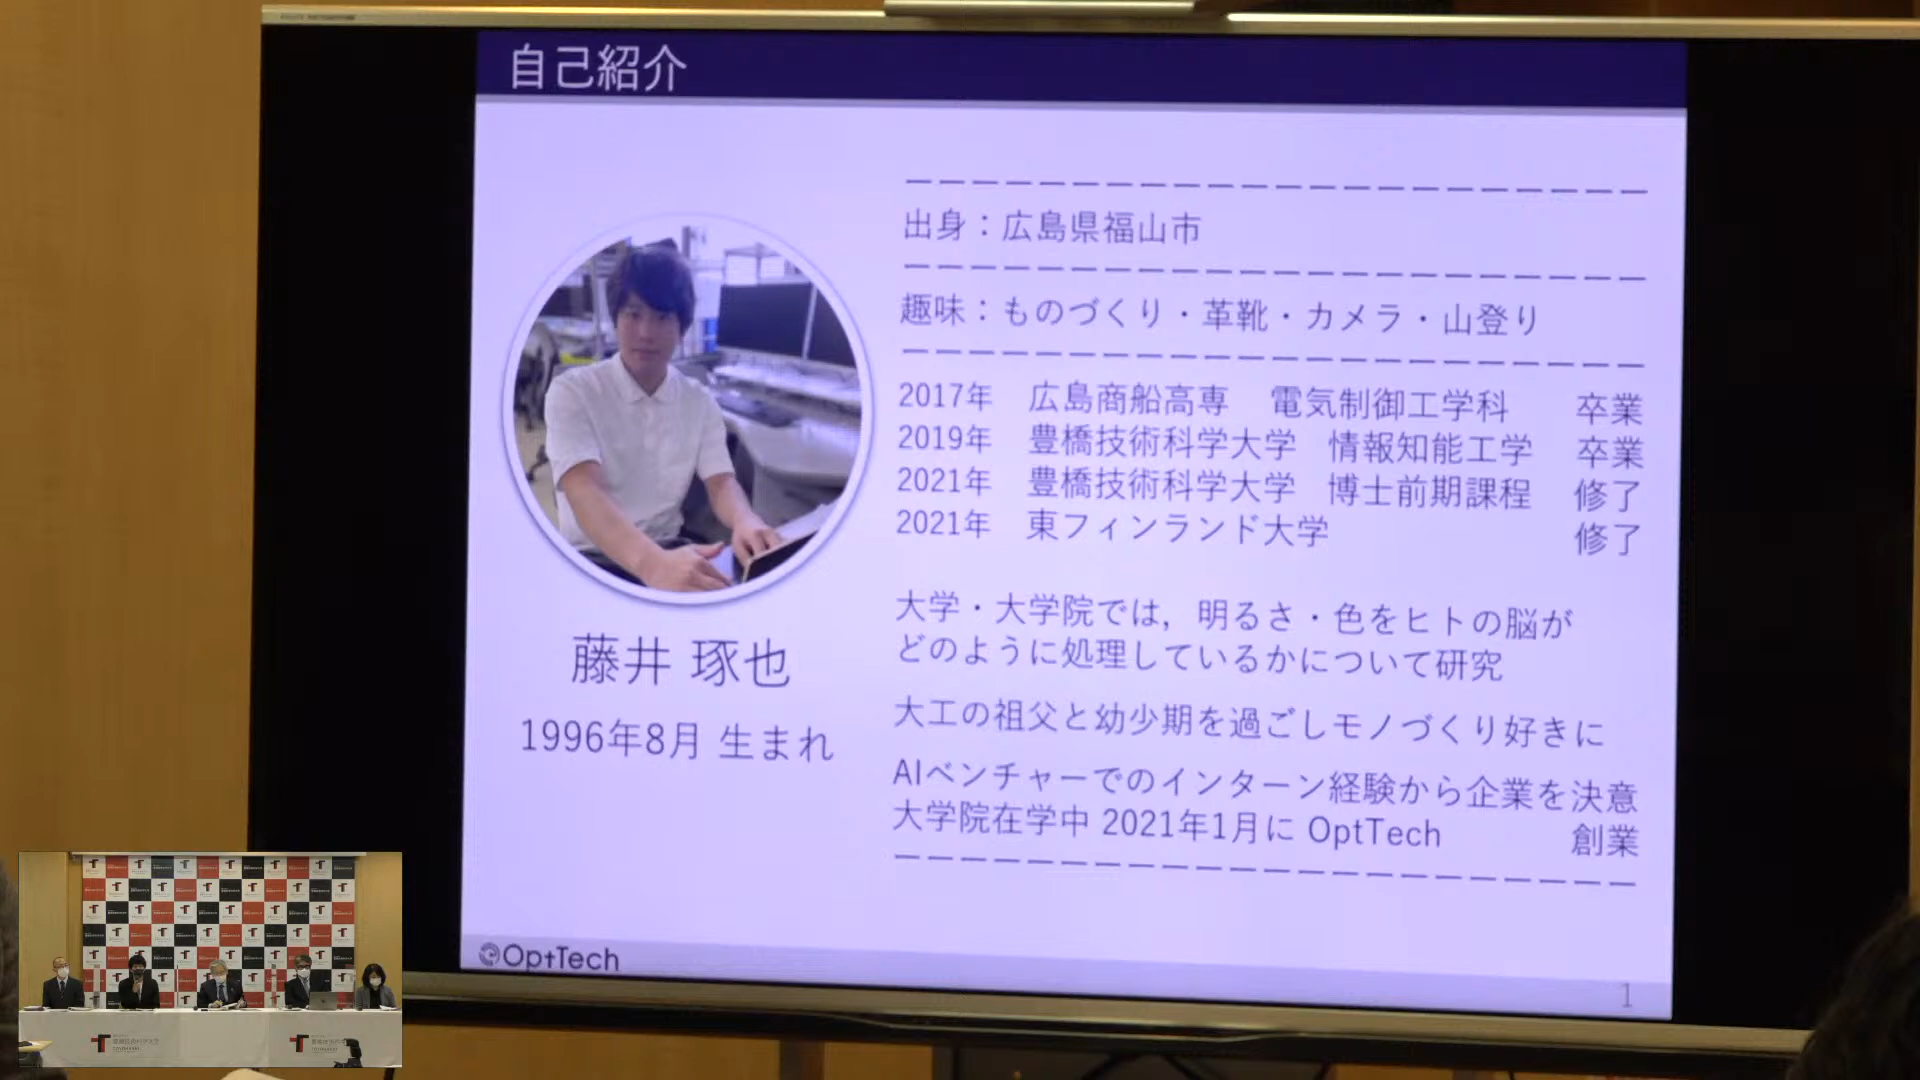 自己紹介
出身：広島県福山市
趣味：ものづくり・革靴・カメラ・山登り
2017年 広島商船高専 電気制御工学科 卒業
2019年 豊橋技術科学大学 情報知能工学 卒業
2021年 豊橋技術科学大学 博士前期課程 修了
2021年 東フィンランド大学 修了
大学・大学院では，明るさ・色をヒトの脳が
どのように処理しているかについて研究
大工の祖父と幼少期を過ごしモノづくり好きに
AIベンチャーでのインターン経験から企業を決意
大学院在学中 2021年1月に OptTech 創業
藤井 琢也
1996年8月 生まれ
OptTech
1